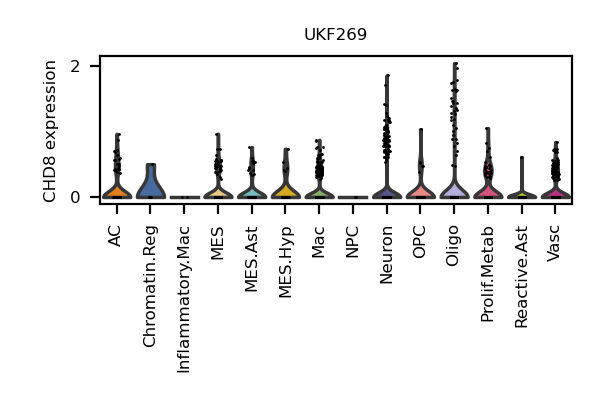 UKF269
CHD8 expression
2
0
AC
Chromatin.Reg
Inflammatory.Mac
MES
MES.Ast
MES.Hyp
Mac
NPC
Neuron
OPC
Oligo
Prolif.Metab
Reactive.Ast
Vasc